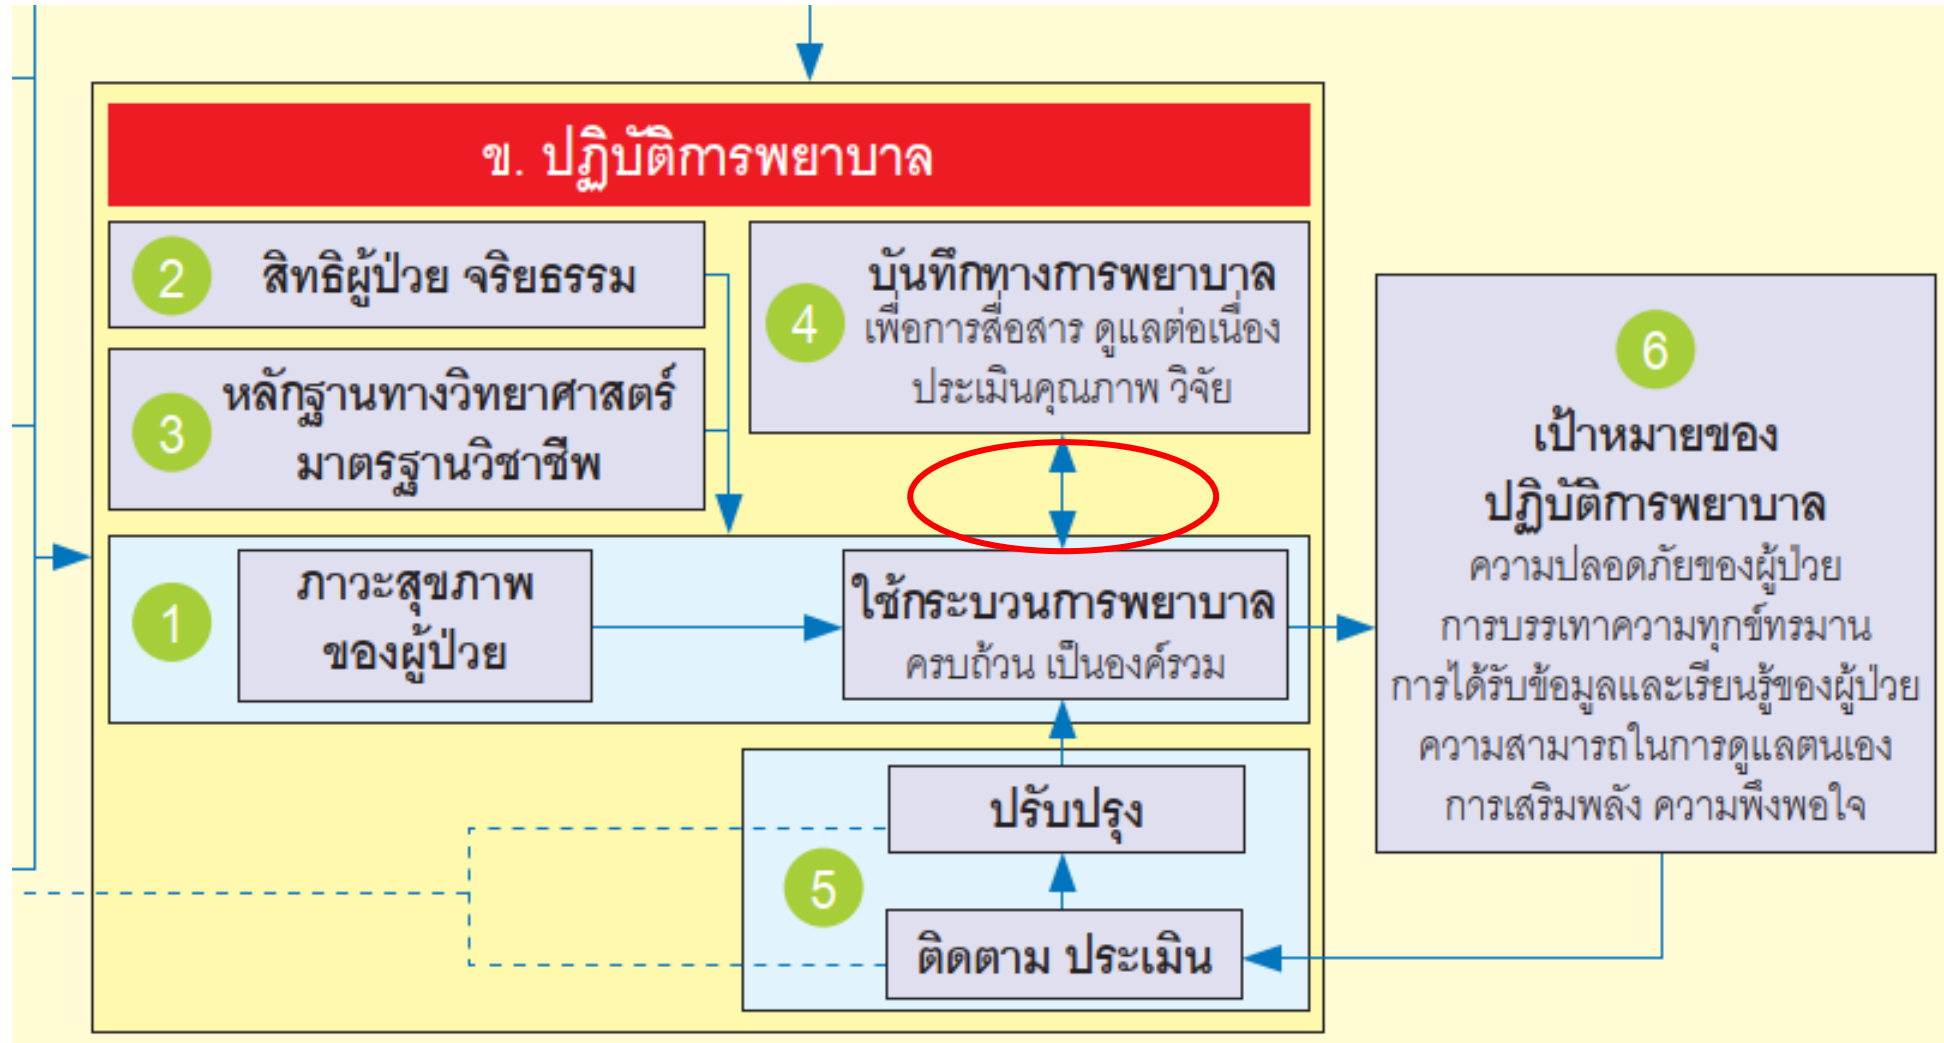 ข. ปฏิบัติการพยาบาล
2
สิทธิผู้ป่วย จริยธรรม
3
หลักฐานทางวิทยาศาสตร์
มาตรฐานวิชาชีพ
4
บันทึกทางการพยาบาล
เพื่อการสื่อสาร ดูแลต่อเนื่อง
ประเมินคุณภาพ วิจัย
1
ภาวะสุขภาพ
ของผู้ป่วย
ใช้กระบวนการพยาบาล
ครบถ้วน เป็นองค์รวม
5
ปรับปรุง
ติดตาม ประเมิน
6
เป้าหมายของ
ปฏิบัติการพยาบาล
ความปลอดภัยของผู้ป่วย
การบรรเทาความทุกข์ทรมาน
การได้รับข้อมูลและเรียนรู้ของผู้ป่วย
ความสามารถในการดูแลตนเอง
การเสริมพลัง ความพึงพอใจ